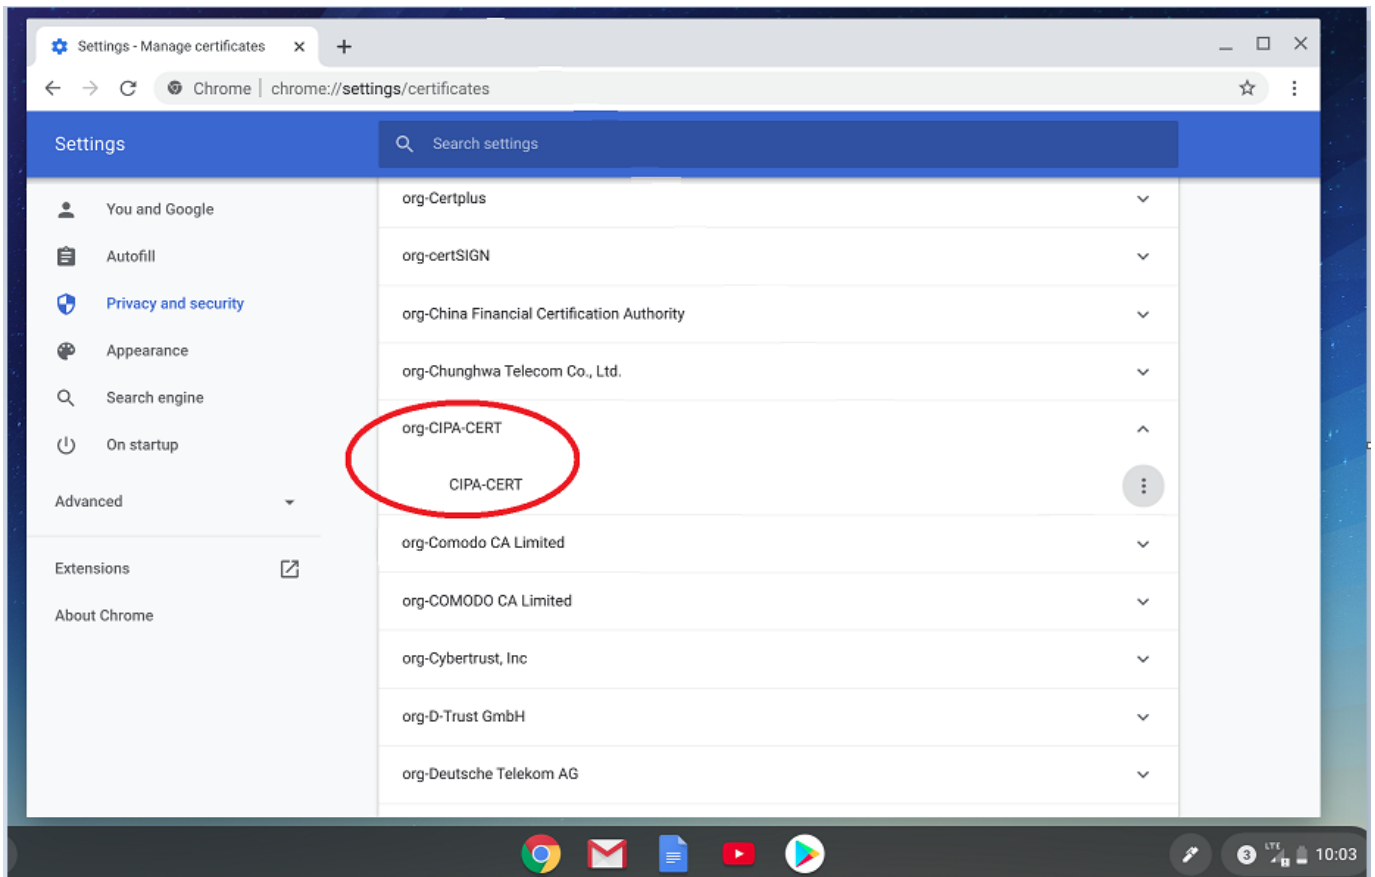 Settings - Manage certificates
Chrome | chrome://settings/certificates
Settings
Search settings
You and Google
Autofill
Privacy and security
Appearance
Search engine
On startup
Advanced
Extensions
About Chrome
org-Certplus
org-certSIGN
org-China Financial Certification Authority
org-Chunghwa Telecom Co., Ltd.
org-CIPA-CERT
CIPA-CERT
org-Comodo CA Limited
org-COMODO CA Limited
org-Cybertrust, Inc
org-D-Trust GmbH
org-Deutsche Telekom AG
3 LTE 10:03